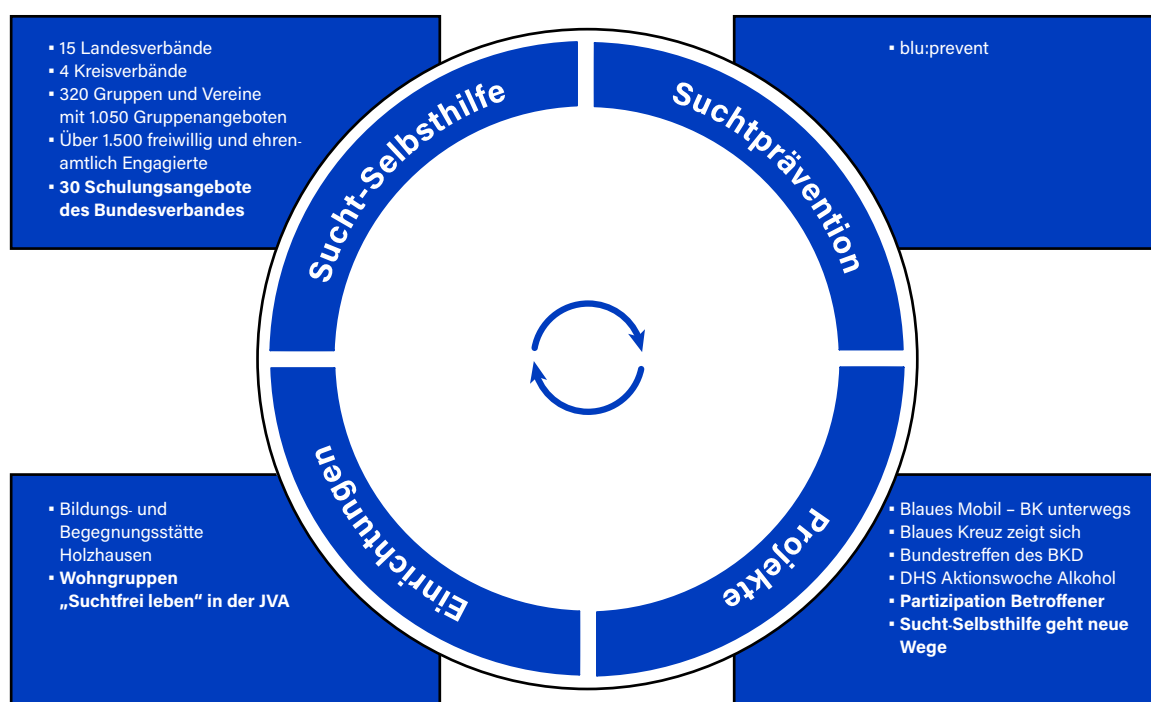 ▪ 15 Landesverbände
▪ 4 Kreisverbände
▪ 320 Gruppen und Vereine
mit 1.050 Gruppenangeboten
▪ Über 1.500 freiwillig und ehren-
amtlich Engagierte
▪ 30 Schulungsangebote
des Bundesverbandes
Sucht-Selbsthilfe
Suchtprävention
▪ blu:prevent
▪ Bildungs- und
Begegnungsstätte
Holzhausen
▪ Wohngruppen
„Suchtfrei leben“ in der JVA
Einrichtungen
Projekte
▪ Blaues Mobil – BK unterwegs
▪ Blaues Kreuz zeigt sich
▪ Bundestreffen des BKD
▪ DHS Aktionswoche Alkohol
▪ Partizipation Betroffener
▪ Sucht-Selbsthilfe geht neue
Wege